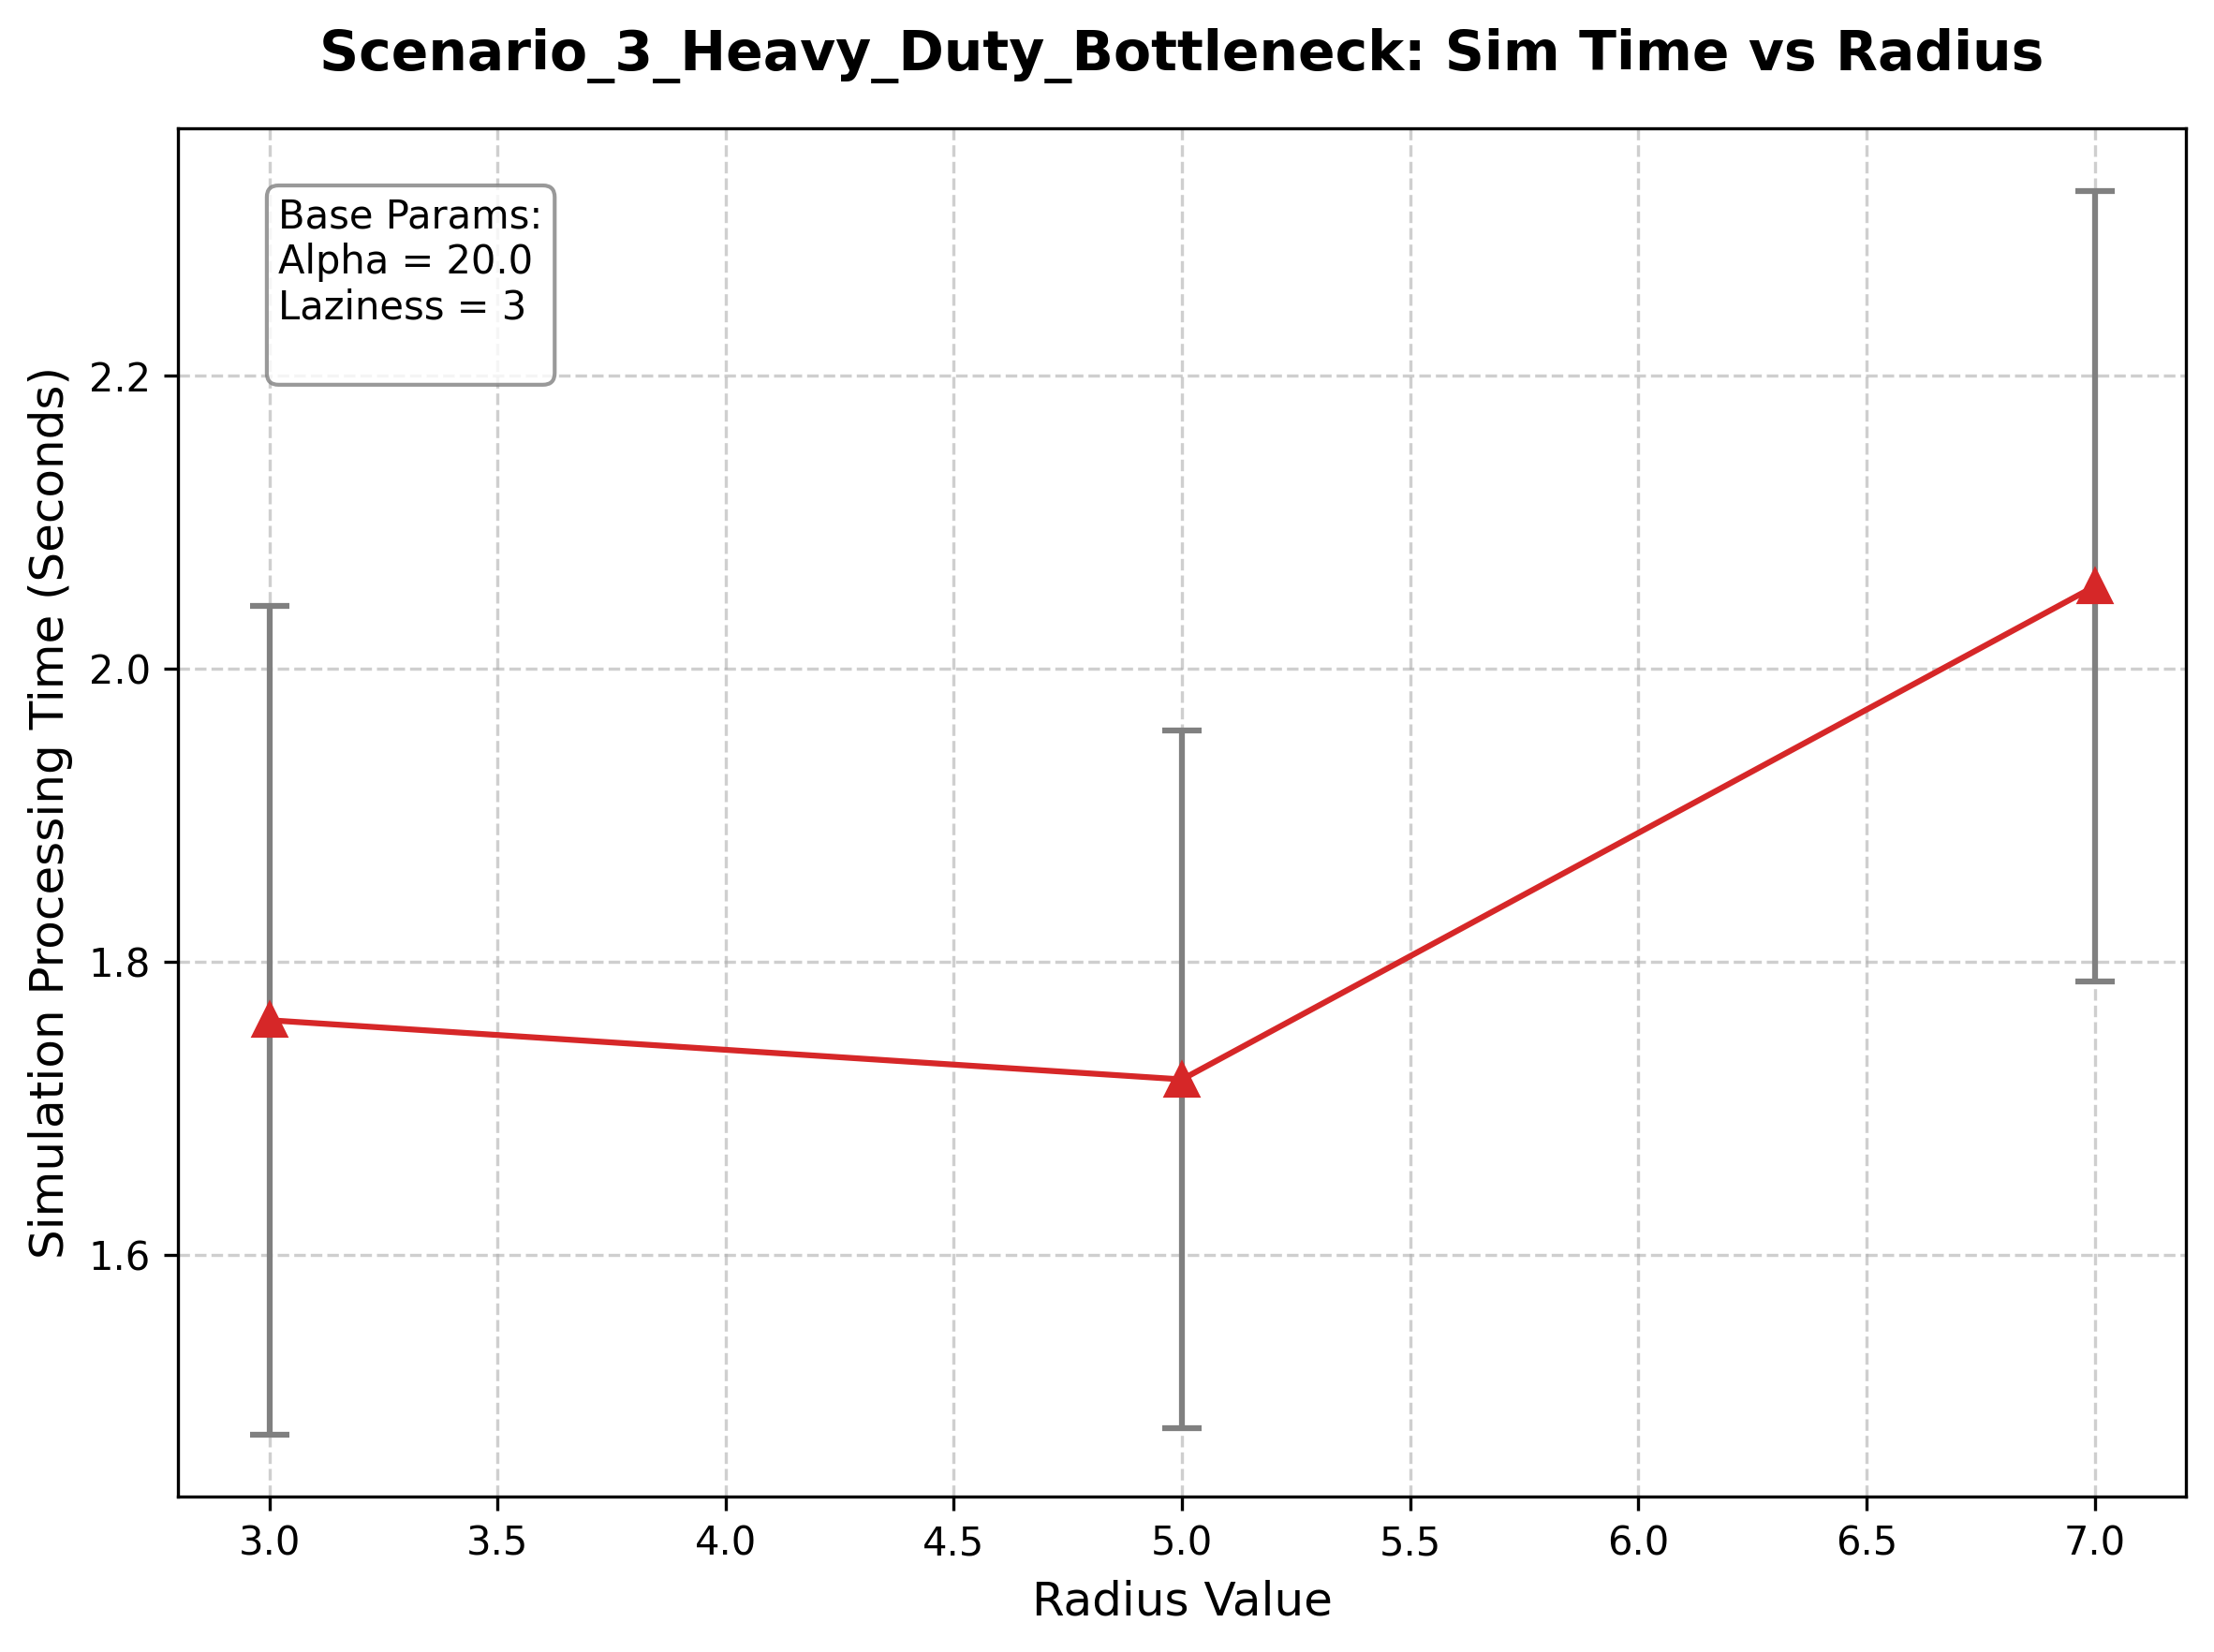 Scenario_3_Heavy_Duty_Bottleneck: Sim Time vs Radius
Base Params:
Alpha = 20.0
Laziness = 3
Simulation Processing Time (Seconds)
2.2
2.0
1.8
1.6
3.0 3.5 4.0 4.5 5.0 5.5 6.0 6.5 7.0
Radius Value